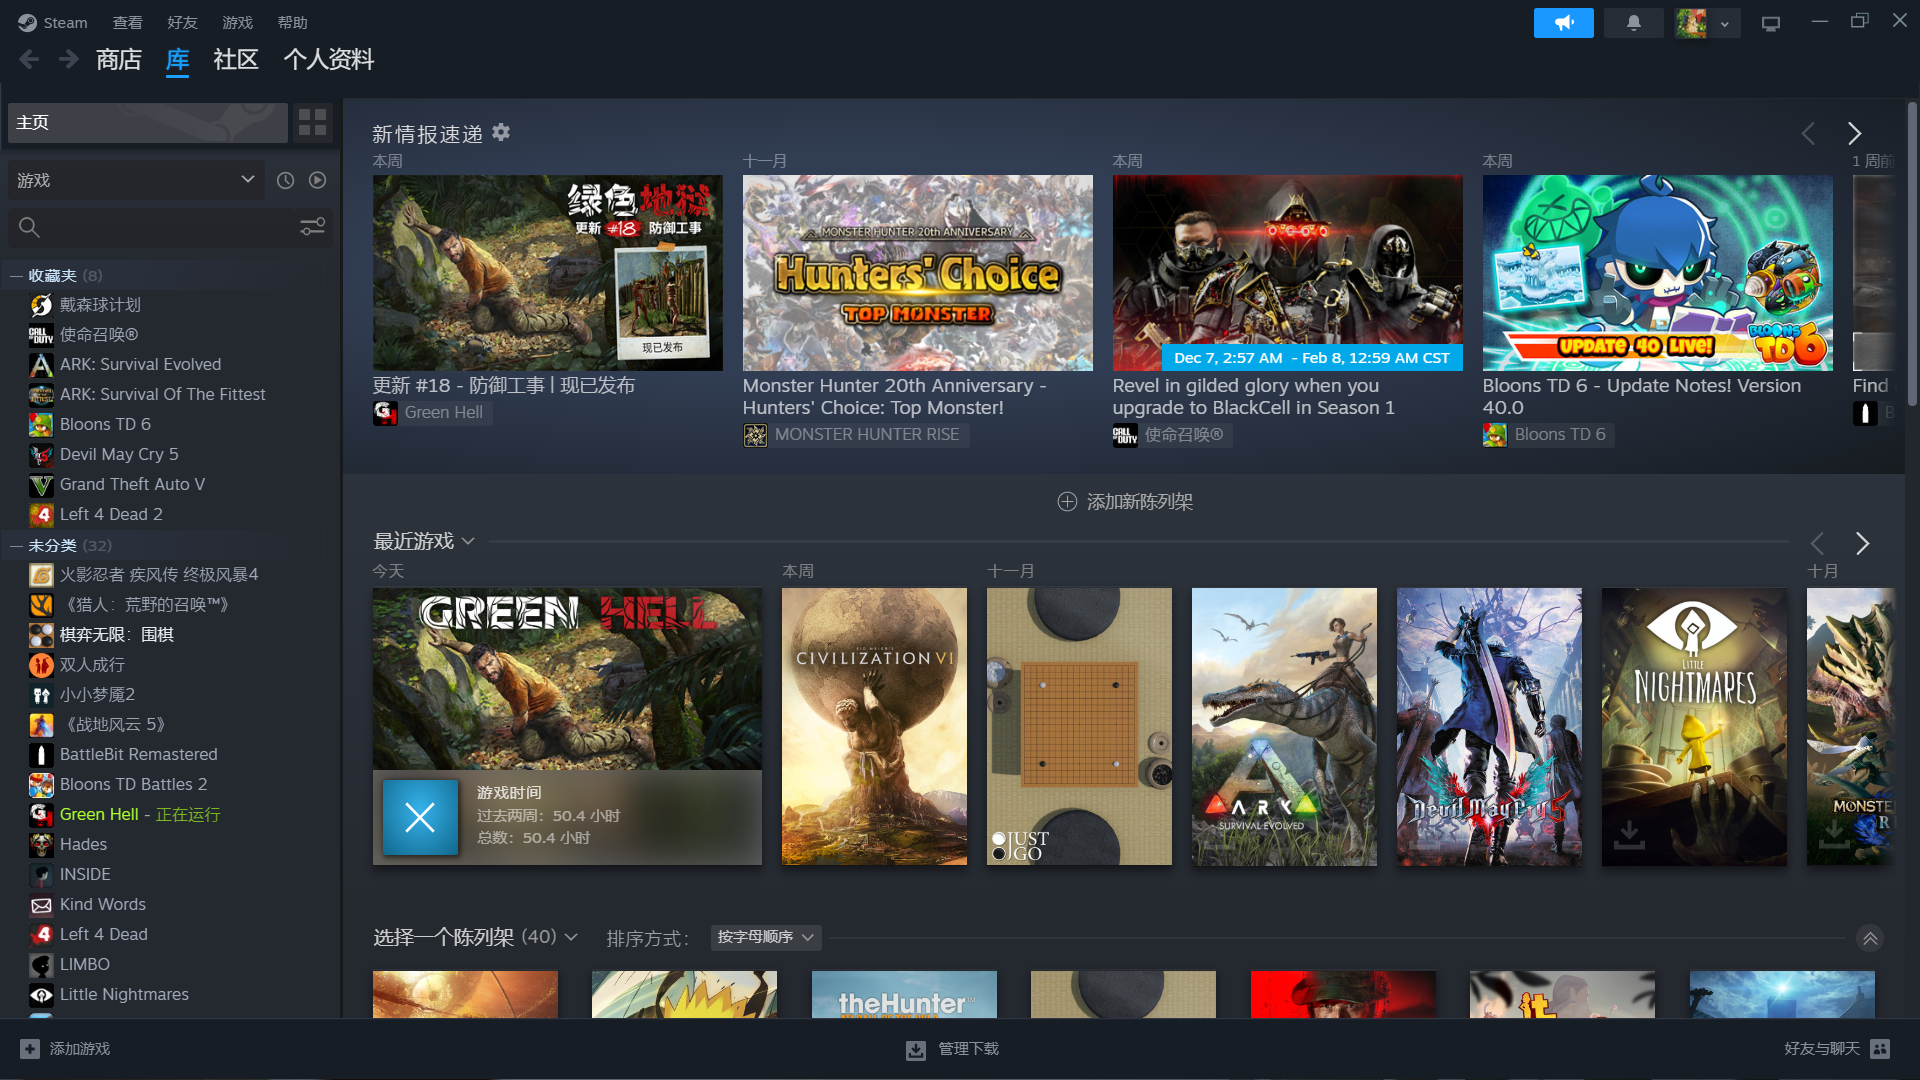 Steam 查看 好友 游戏 帮助
商店 库 社区 个人资料
主页
游戏
收藏夹 (8)
戴森球计划
使命召唤®
ARK: Survival Evolved
ARK: Survival Of The Fittest
Bloons TD 6
Devil May Cry 5
Grand Theft Auto V
Left 4 Dead 2
未分类 (32)
火影忍者 疾风传 终极风暴4
《猎人：荒野的召唤™》
棋弈无限：围棋
双人成行
小小梦魇2
《战地风云 5》
BattleBit Remastered
Bloons TD Battles 2
Green Hell - 正在运行
Hades
INSIDE
Kind Words
Left 4 Dead
LIMBO
Little Nightmares
新情报速递
本周
绿色地狱
更新 #18 防御工事
现已发布
更新 #18 - 防御工事 | 现已发布
Green Hell
十一月
MONSTER HUNTER 20th ANNIVERSARY
Hunters' Choice
TOP MONSTER
Monster Hunter 20th Anniversary -
Hunters' Choice: Top Monster!
MONSTER HUNTER RISE
本周
Dec 7, 2:57 AM - Feb 8, 12:59 AM CST
Revel in gilded glory when you
upgrade to BlackCell in Season 1
CALL OF DUTY
使命召唤®
本周
UPDATE 40 LIVE!
BLOONS TD 6
Bloons TD 6 - Update Notes! Version
40.0
Bloons TD 6
1 周前
Find
B
添加新陈列架
最近游戏
今天
GREEN HELL
游戏时间
过去两周：50.4 小时
总数：50.4 小时
本周
SID MEIER'S
CIVILIZATION VI
十一月
JUST
GO
ARK
SURVIVAL EVOLVED
Devil May Cry 5
LITTLE
NIGHTMARES
十月
MONSTE
R
选择一个陈列架 (40)
排序方式：
按字母顺序
theHunter™
it
添加游戏
管理下载
好友与聊天